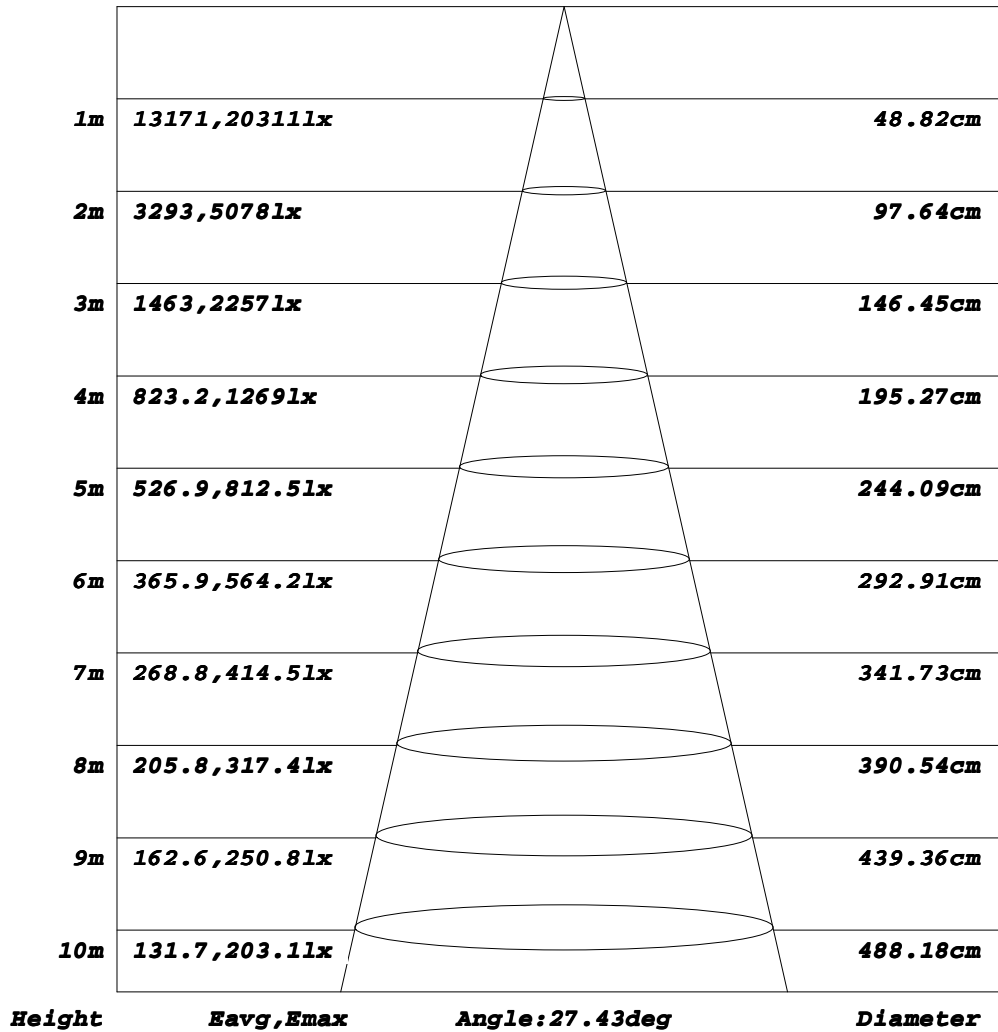 1m 13171,20311lx 48.82cm
2m 3293,5078lx 97.64cm
3m 1463,2257lx 146.45cm
4m 823.2,1269lx 195.27cm
5m 526.9,812.5lx 244.09cm
6m 365.9,564.2lx 292.91cm
7m 268.8,414.5lx 341.73cm
8m 205.8,317.4lx 390.54cm
9m 162.6,250.8lx 439.36cm
10m 131.7,203.1lx 488.18cm
Height Eavg,Emax Angle:27.43deg Diameter